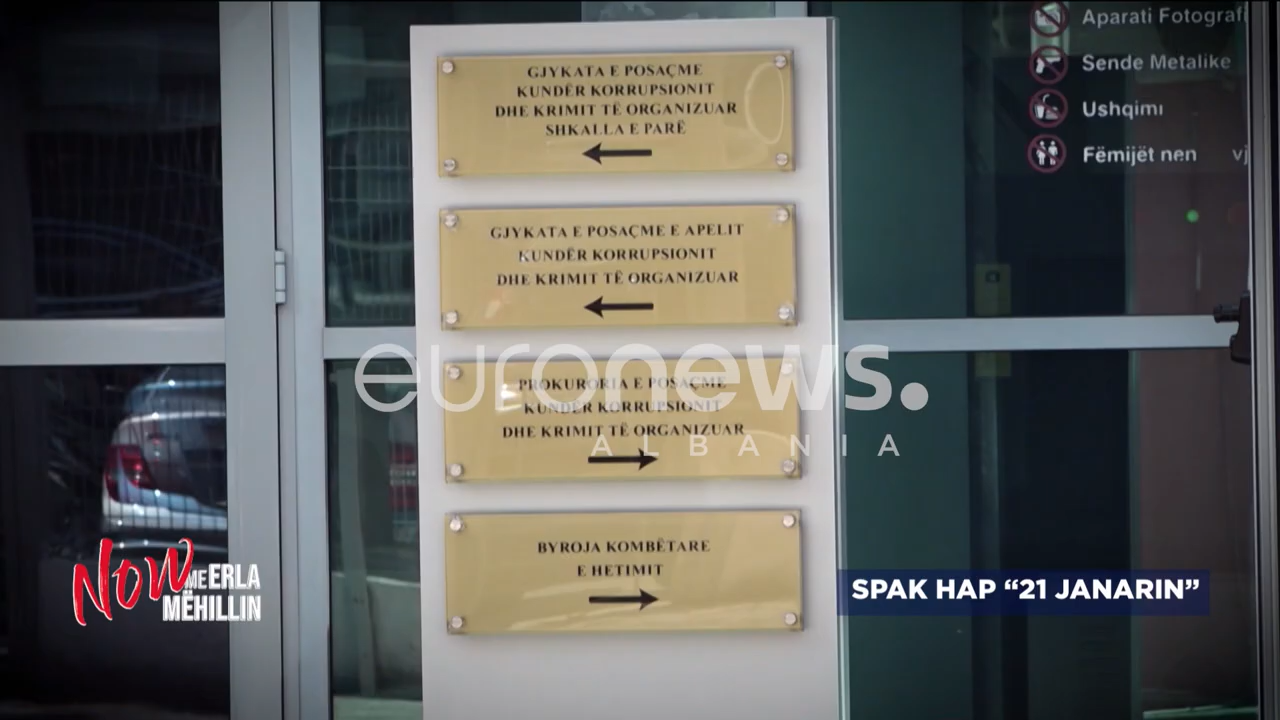 GJYKATA E POSAÇME
KUNDËR KORRUPSIONIT
DHE KRIMIT TË ORGANIZUAR
SHKALLA E PARË
GJYKATA E POSAÇME E APELIT
KUNDËR KORRUPSIONIT
DHE KRIMIT TË ORGANIZUAR
PROKURORIA E POSAÇME
KUNDËR KORRUPSIONIT
DHE KRIMIT TË ORGANIZUAR
BYROJA KOMBËTARE
E HETIMIT
Aparati Fotografi
Sende Metalike
Ushqimi
Fëmijët nen vj
euronews.
ALBANIA
NOW ME ERLA
MËHILLIN
SPAK HAP “21 JANARIN”